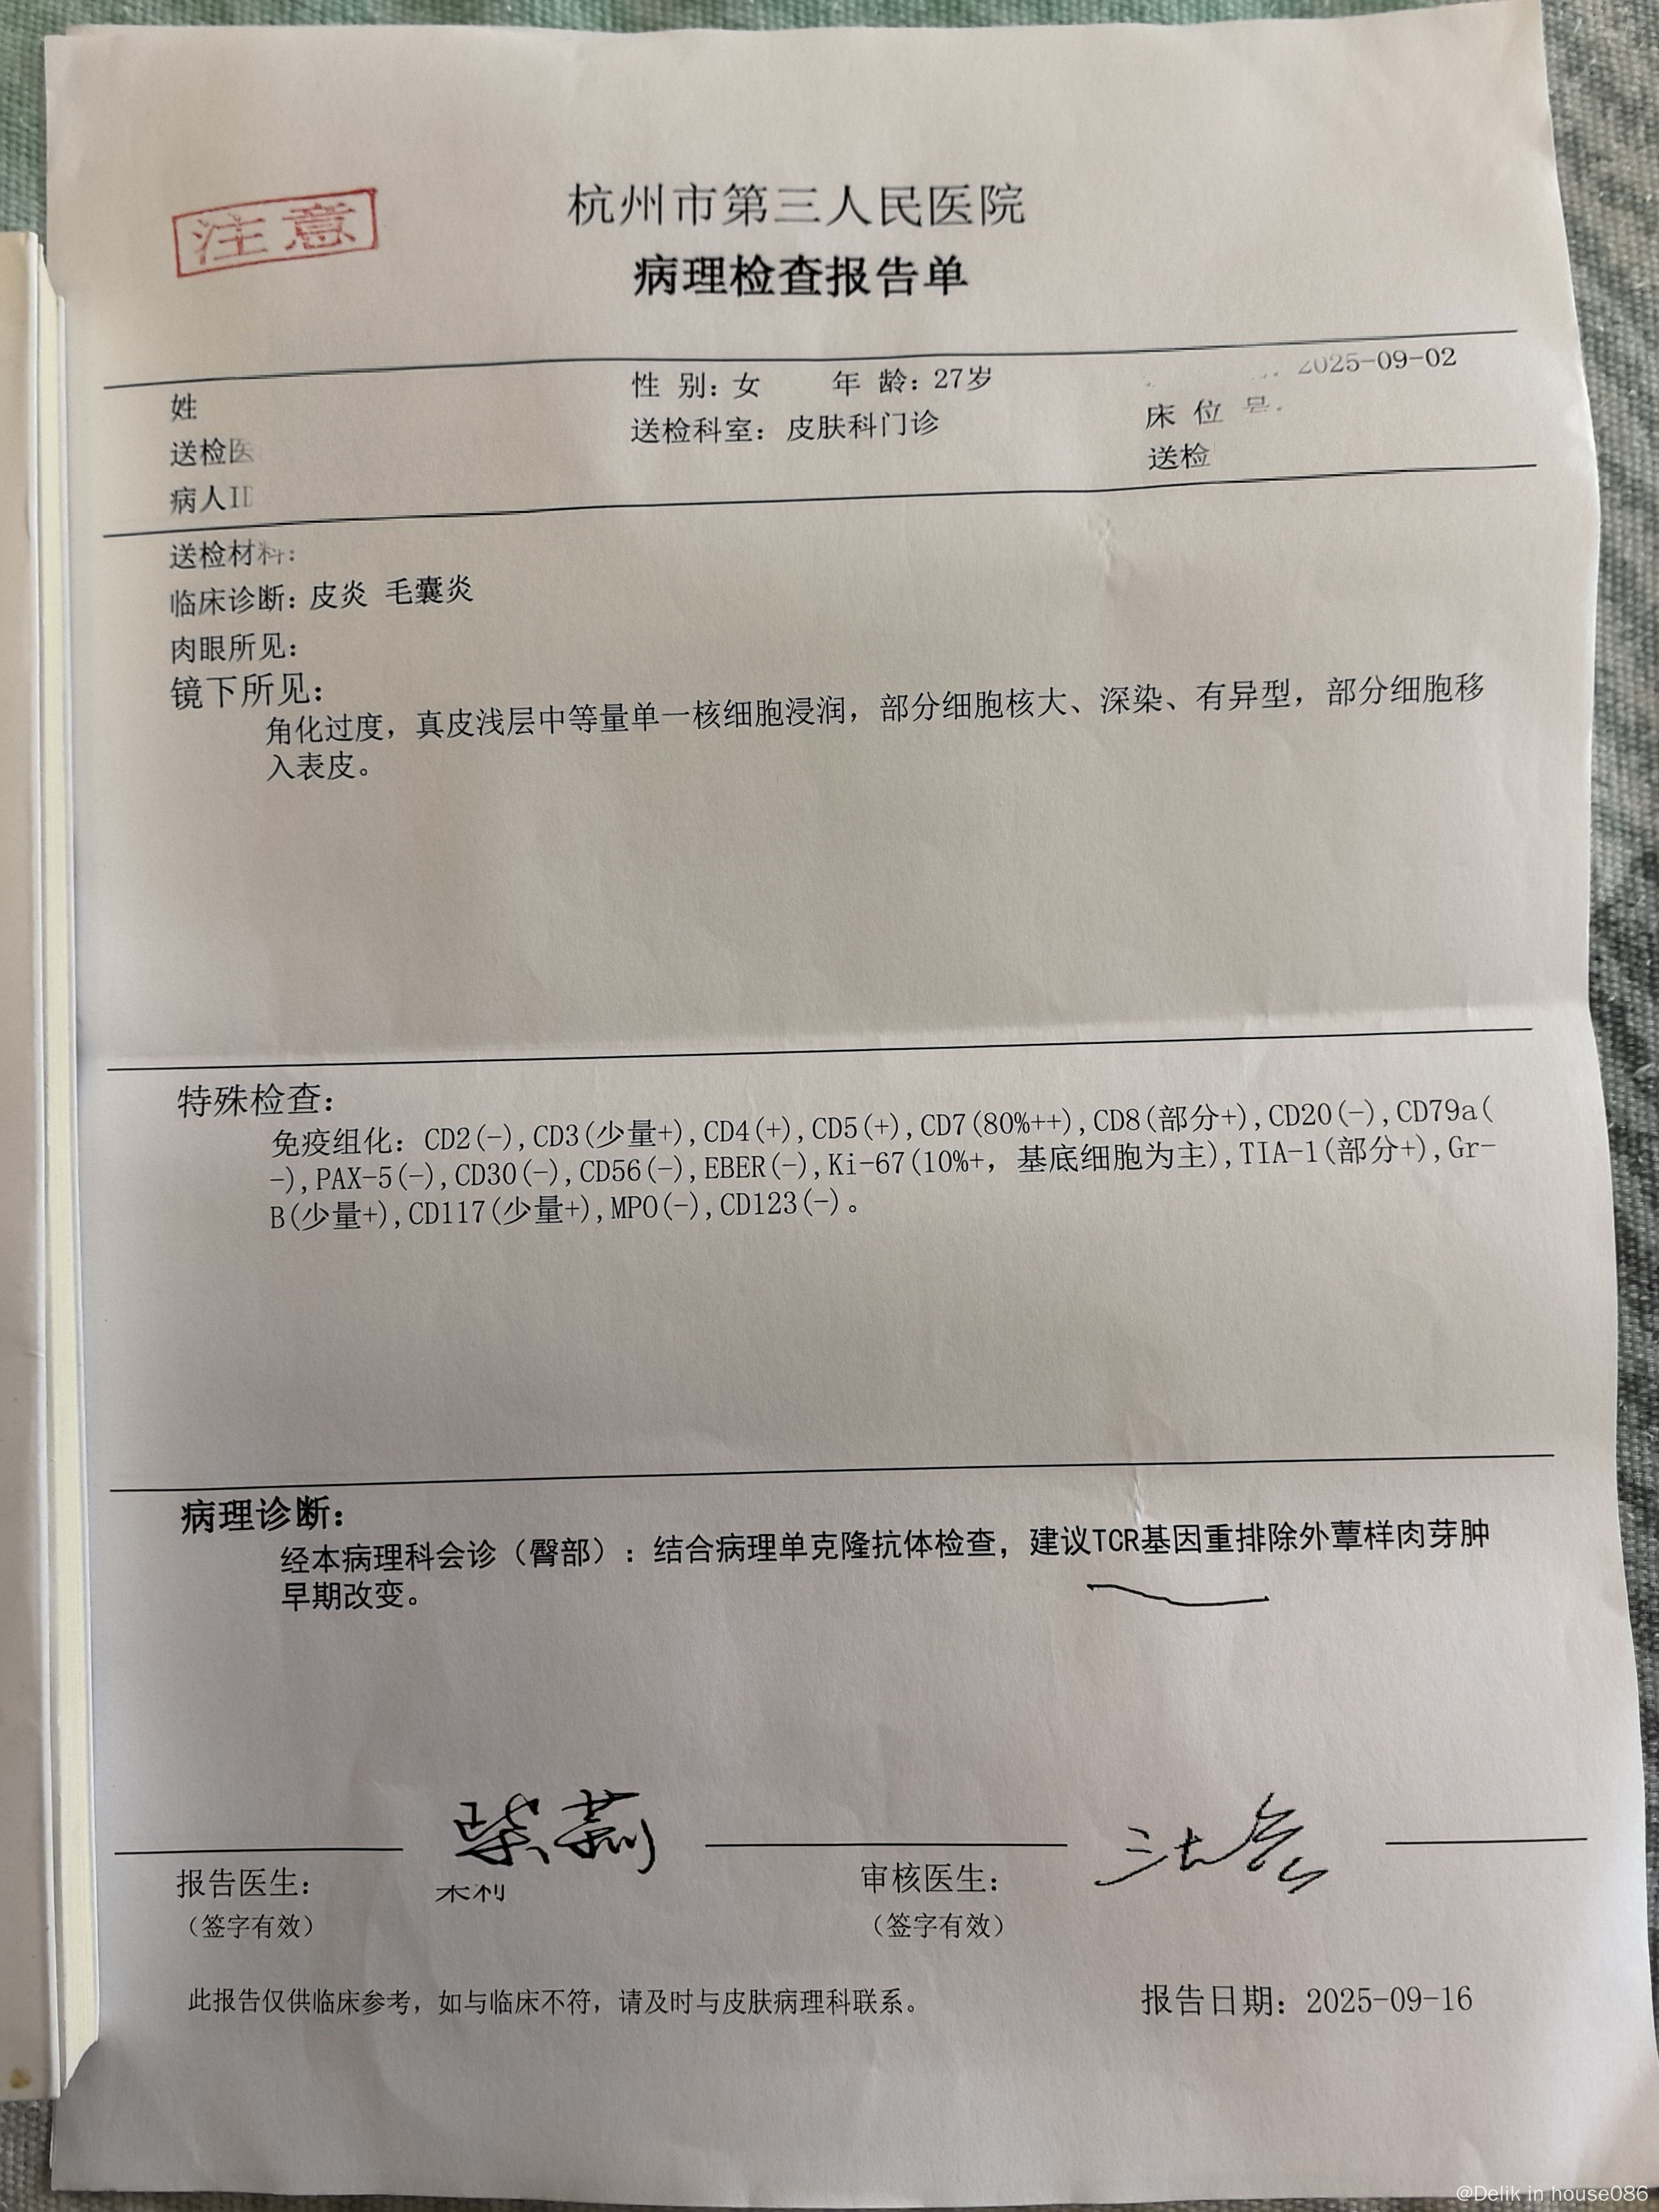 注意
杭州市第三人民医院
病理检查报告单
2025-09-02
姓 性 别：女 年 龄：27岁
床 位 号:
送检医 送检科室：皮肤科门诊
送检
病人ID
送检材料：
临床诊断：皮炎 毛囊炎
肉眼所见：
镜下所见：
角化过度，真皮浅层中等量单一核细胞浸润，部分细胞核大、深染、有异型，部分细胞移
入表皮。
特殊检查：
免疫组化：CD2(-),CD3(少量+),CD4(+),CD5(+),CD7(80%++),CD8(部分+),CD20(-),CD79a(
-),PAX-5(-),CD30(-),CD56(-),EBER(-),Ki-67(10%+，基底细胞为主),TIA-1(部分+),Gr-
B(少量+),CD117(少量+),MPO(-),CD123(-)。
病理诊断：
经本病理科会诊（臀部）：结合病理单克隆抗体检查，建议TCR基因重排除外蕈样肉芽肿
早期改变。
报告医生： 审核医生：
（签字有效） （签字有效）
此报告仅供临床参考，如与临床不符，请及时与皮肤病理科联系。 报告日期：2025-09-16
@Delik in house086